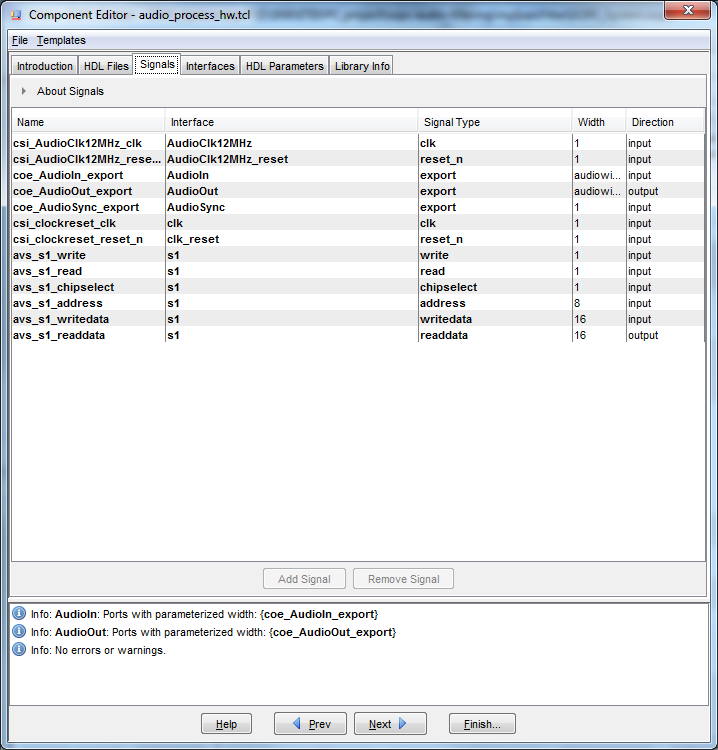 Component Editor - audio_process_hw.tcl
File Templates
Introduction HDL Files Signals Interfaces HDL Parameters Library Info
About Signals
Name Interface Signal Type Width Direction
csi_AudioClk12MHz_clk AudioClk12MHz clk 1 input
csi_AudioClk12MHz_rese... AudioClk12MHz_reset reset_n 1 input
coe_AudioIn_export AudioIn export audiowi... input
coe_AudioOut_export AudioOut export audiowi... output
coe_AudioSync_export AudioSync export 1 input
csi_clockreset_clk clk clk 1 input
csi_clockreset_reset_n clk_reset reset_n 1 input
avs_s1_write s1 write 1 input
avs_s1_read s1 read 1 input
avs_s1_chipselect s1 chipselect 1 input
avs_s1_address s1 address 8 input
avs_s1_writedata s1 writedata 16 input
avs_s1_readdata s1 readdata 16 output
Add Signal Remove Signal
Info: AudioIn: Ports with parameterized width: {coe_AudioIn_export}
Info: AudioOut: Ports with parameterized width: {coe_AudioOut_export}
Info: No errors or warnings.
Help Prev Next Finish...